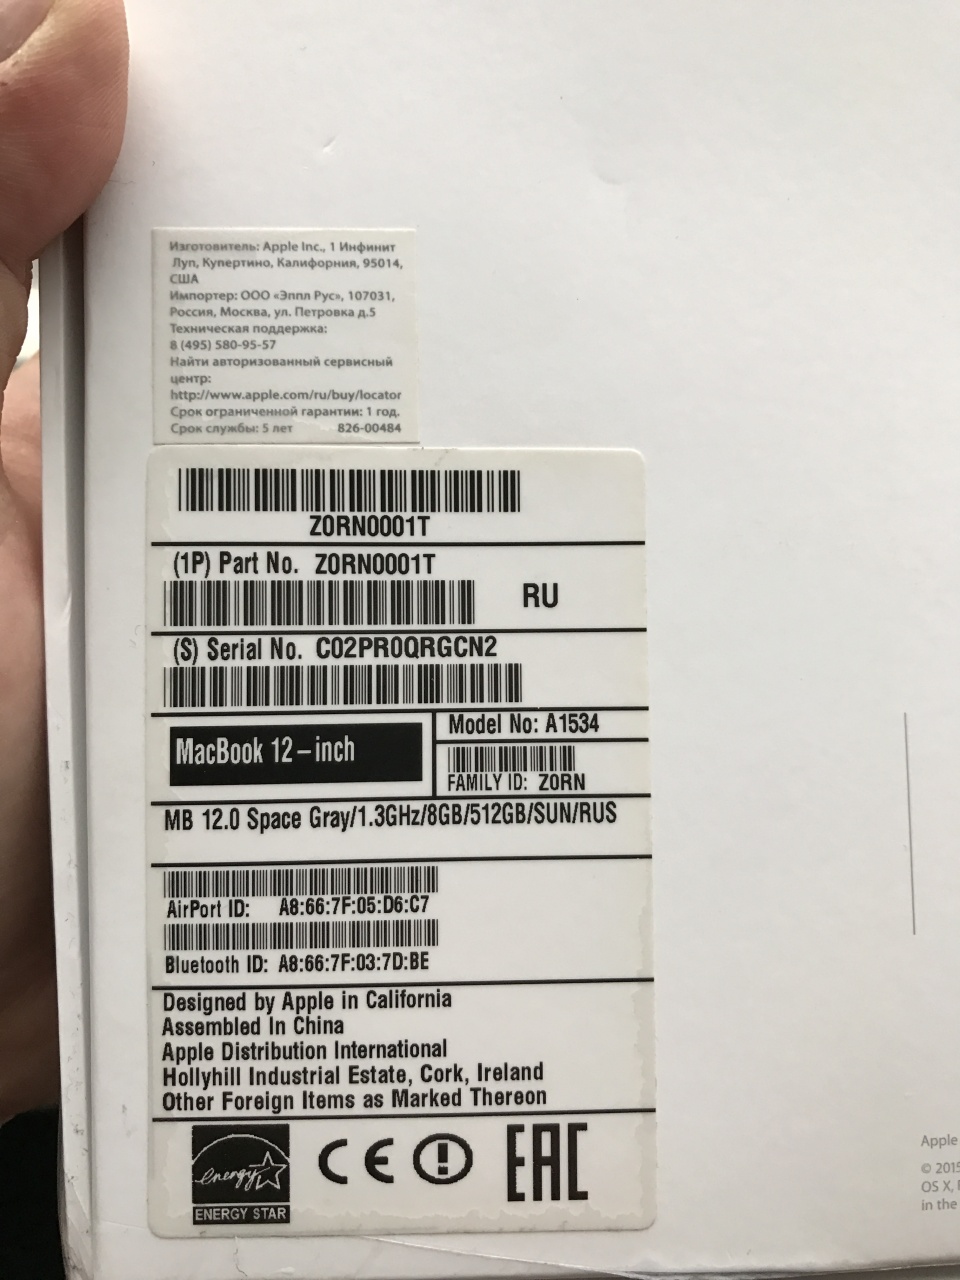 Изготовитель: Apple Inc., 1 Инфинит
Луп, Купертино, Калифорния, 95014,
США
Импортер: ООО «Эппл Рус», 107031,
Россия, Москва, ул. Петровка д.5
Техническая поддержка:
8 (495) 580-95-57
Найти авторизованный сервисный
центр:
http://www.apple.com/ru/buy/locator
Срок ограниченной гарантии: 1 год.
Срок службы: 5 лет 826-00484
Z0RN0001T
(1P) Part No. Z0RN0001T
RU
(S) Serial No. C02PR0QRGCN2
MacBook 12-inch
Model No: A1534
FAMILY ID: Z0RN
MB 12.0 Space Gray/1.3GHz/8GB/512GB/SUN/RUS
AirPort ID: A8:66:7F:05:D6:C7
Bluetooth ID: A8:66:7F:03:7D:BE
Designed by Apple in California
Assembled In China
Apple Distribution International
Hollyhill Industrial Estate, Cork, Ireland
Other Foreign Items as Marked Thereon
energy
ENERGY STAR
CE
EAC
Apple
© 2015
OS X,
in the